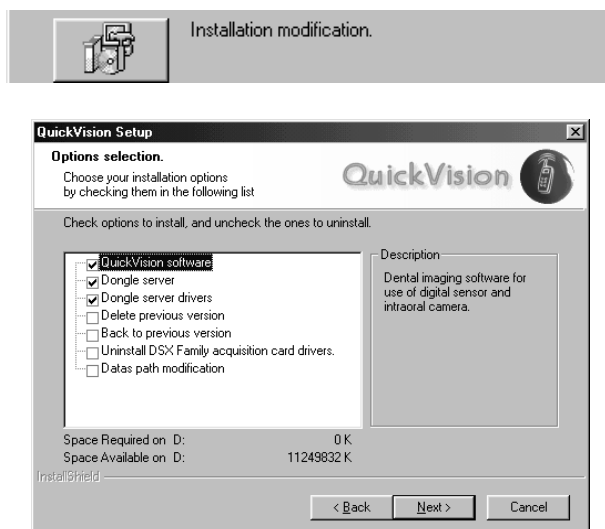 Installation modification.
QuickVision Setup
Options selection.
Choose your installation options
by checking them in the following list
QuickVision
Check options to install, and uncheck the ones to uninstall.
QuickVision software
Dongle server
Dongle server drivers
Delete previous version
Back to previous version
Uninstall DSX Family acquisition card drivers.
Datas path modification
Description
Dental imaging software for
use of digital sensor and
intraoral camera.
Space Required on D: 0 K
Space Available on D: 11249832 K
InstallShield
< Back Next > Cancel